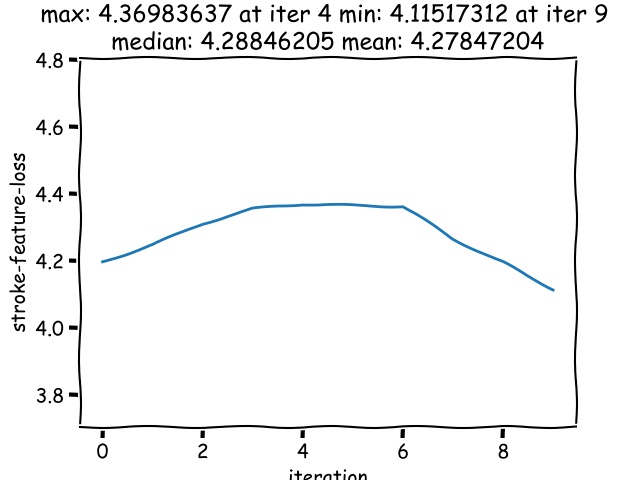 max: 4.36983637 at iter 4 min: 4.11517312 at iter 9
median: 4.28846205 mean: 4.27847204
4.8
4.6
4.4
4.2
4.0
3.8
stroke-feature-loss
0 2 4 6 8
iteration